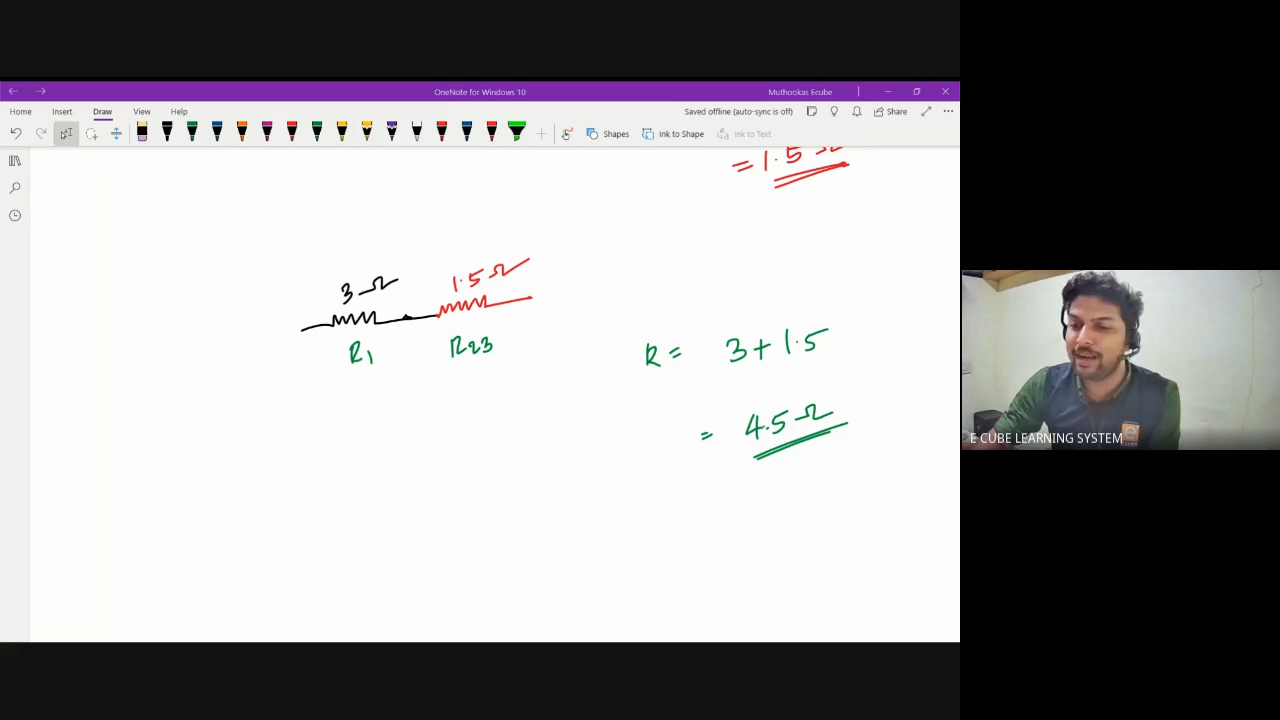 OneNote for Windows 10
Muthookas Ecube
Home Insert Draw View Help
Saved offline (auto-sync is off)
Share
Shapes
Ink to Shape
Ink to Text
= 1.5 Ω
3 Ω
1.5 Ω
R1
R23
R = 3 + 1.5
= 4.5 Ω
E CUBE LEARNING SYSTEM